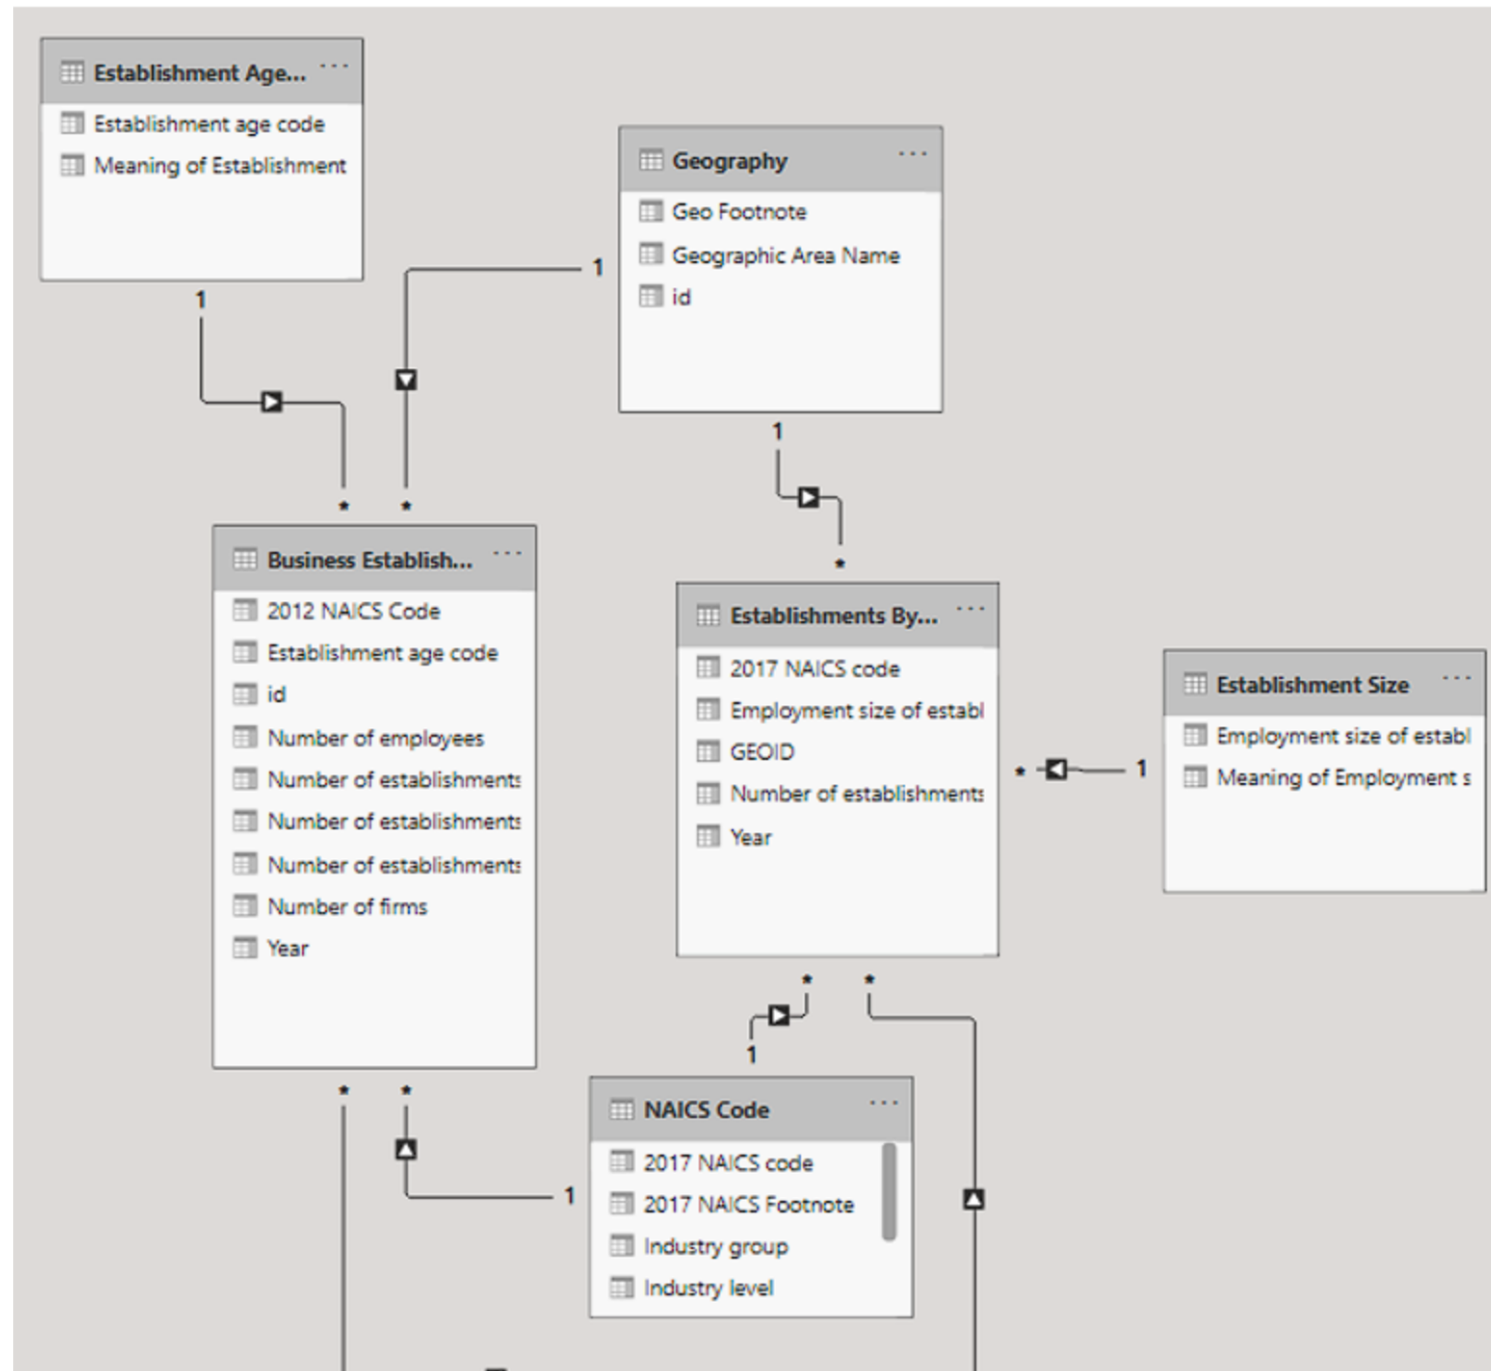 Establishment Age... ...
Establishment age code
Meaning of Establishment
1
*
Geography ...
Geo Footnote
Geographic Area Name
id
1
*
1
*
Business Establish... ...
2012 NAICS Code
Establishment age code
id
Number of employees
Number of establishments
Number of establishments
Number of establishments
Number of firms
Year
*
*
Establishments By... ...
2017 NAICS code
Employment size of establ
GEOID
Number of establishments
Year
*
1
*
*
Establishment Size ...
Employment size of establ
Meaning of Employment s
1
1
NAICS Code ...
2017 NAICS code
2017 NAICS Footnote
Industry group
Industry level